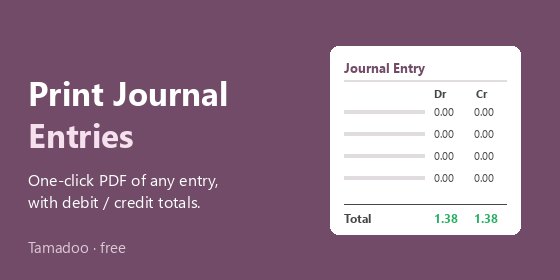 Print Journal
Entries
One-click PDF of any entry,
with debit / credit totals.
Tamadoo · free
Journal Entry
Dr Cr
0.00 0.00
0.00 0.00
0.00 0.00
0.00 0.00
Total 1.38 1.38